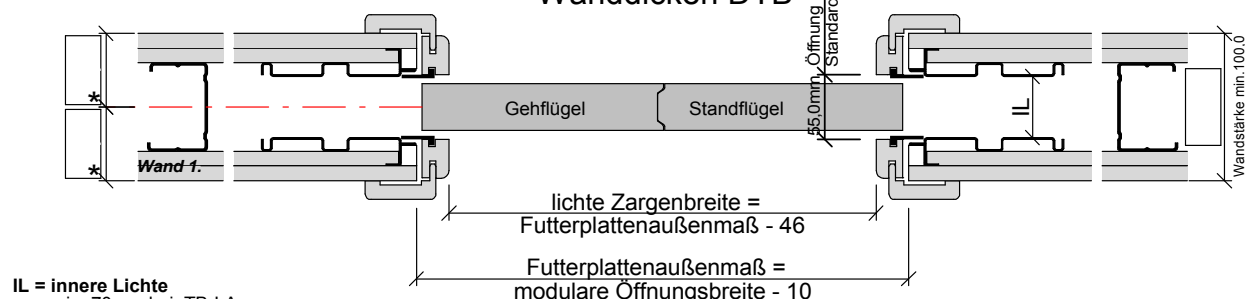 Wanddicken
55,0mm Öffnung
Standard
Gehflügel
Standflügel
IL
Wandstärke min.100.0
*
*
Wand 1.
lichte Zargenbreite =
Futterplattenaußenmaß - 46
Futterplattenaußenmaß =
modulare Öffnungsbreite - 10
IL = innere Lichte